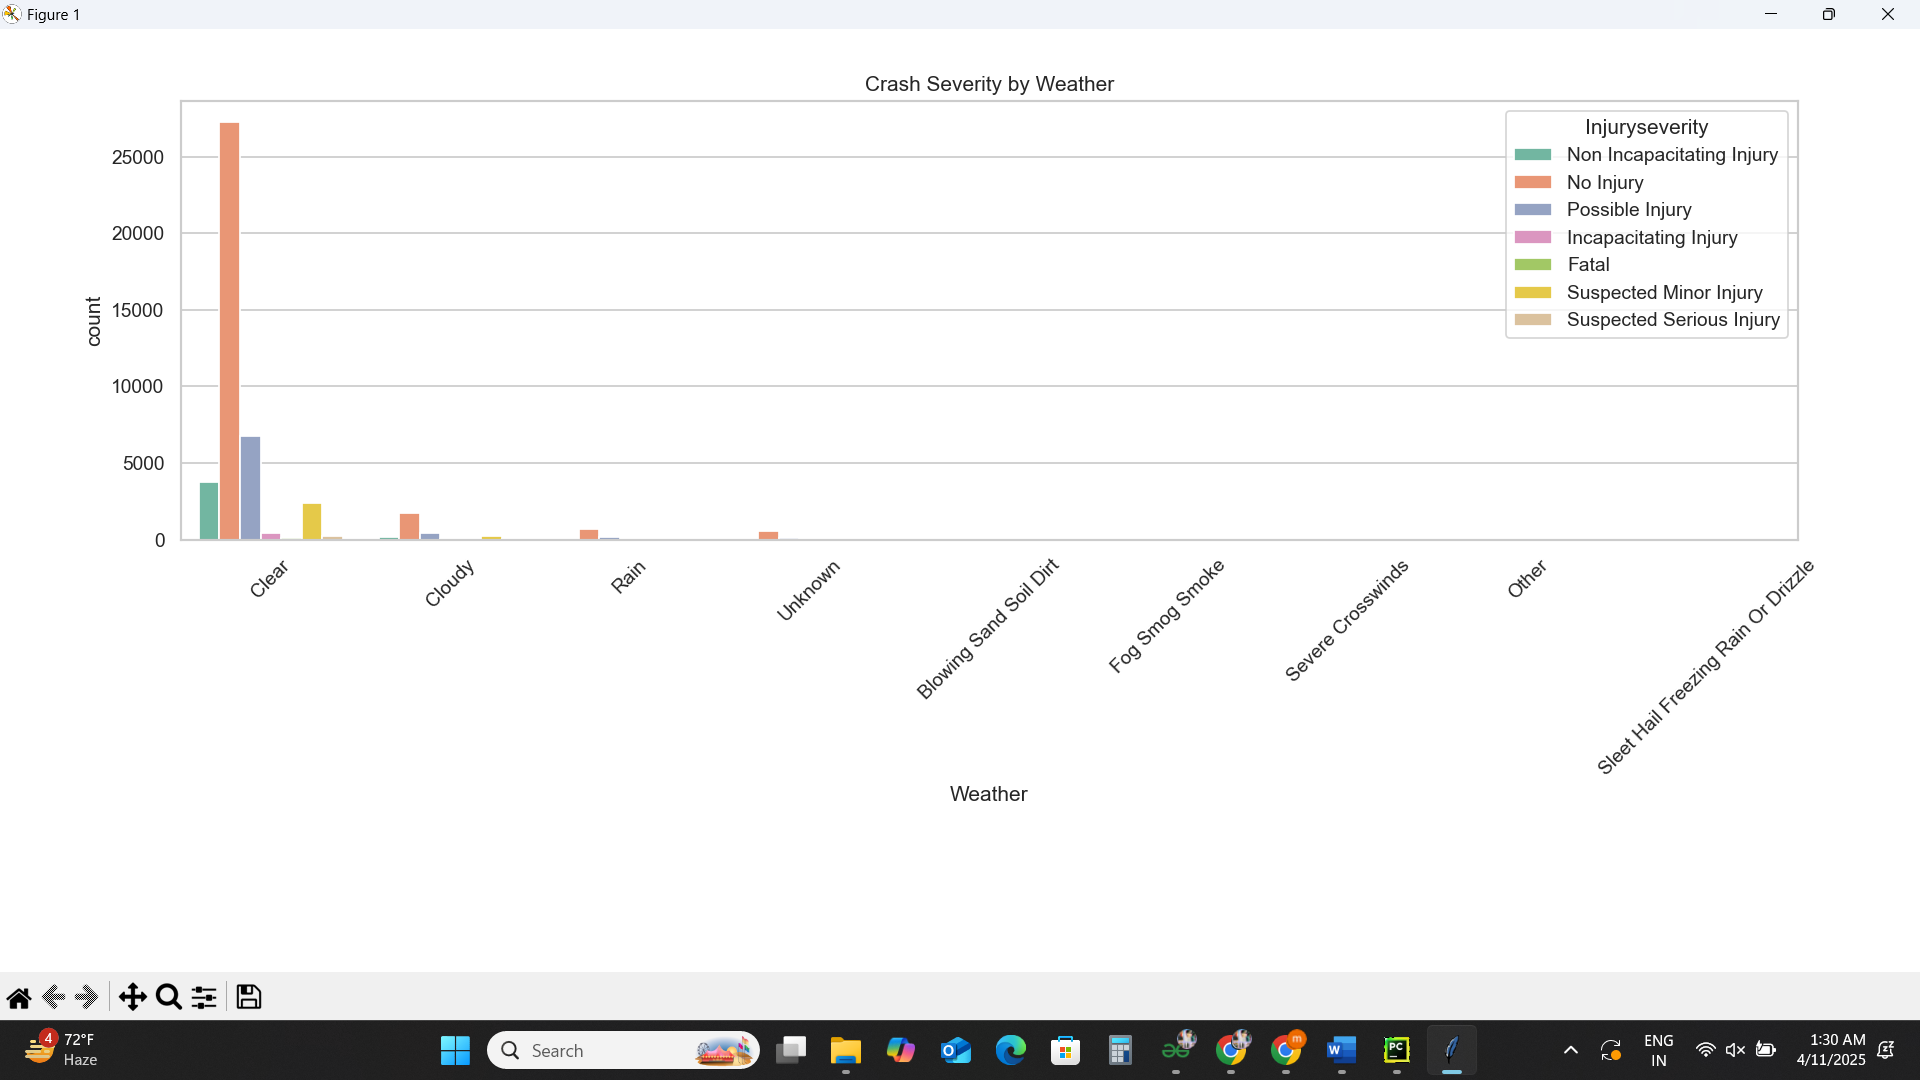 Figure 1
Crash Severity by Weather
Injuryseverity
Non Incapacitating Injury
No Injury
Possible Injury
Incapacitating Injury
Fatal
Suspected Minor Injury
Suspected Serious Injury
25000
20000
15000
10000
5000
0
count
Clear
Cloudy
Rain
Unknown
Blowing Sand Soil Dirt
Fog Smog Smoke
Severe Crosswinds
Other
Sleet Hail Freezing Rain Or Drizzle
Weather
4
72°F
Haze
Search
m
W
PC
ENG
IN
1:30 AM
4/11/2025